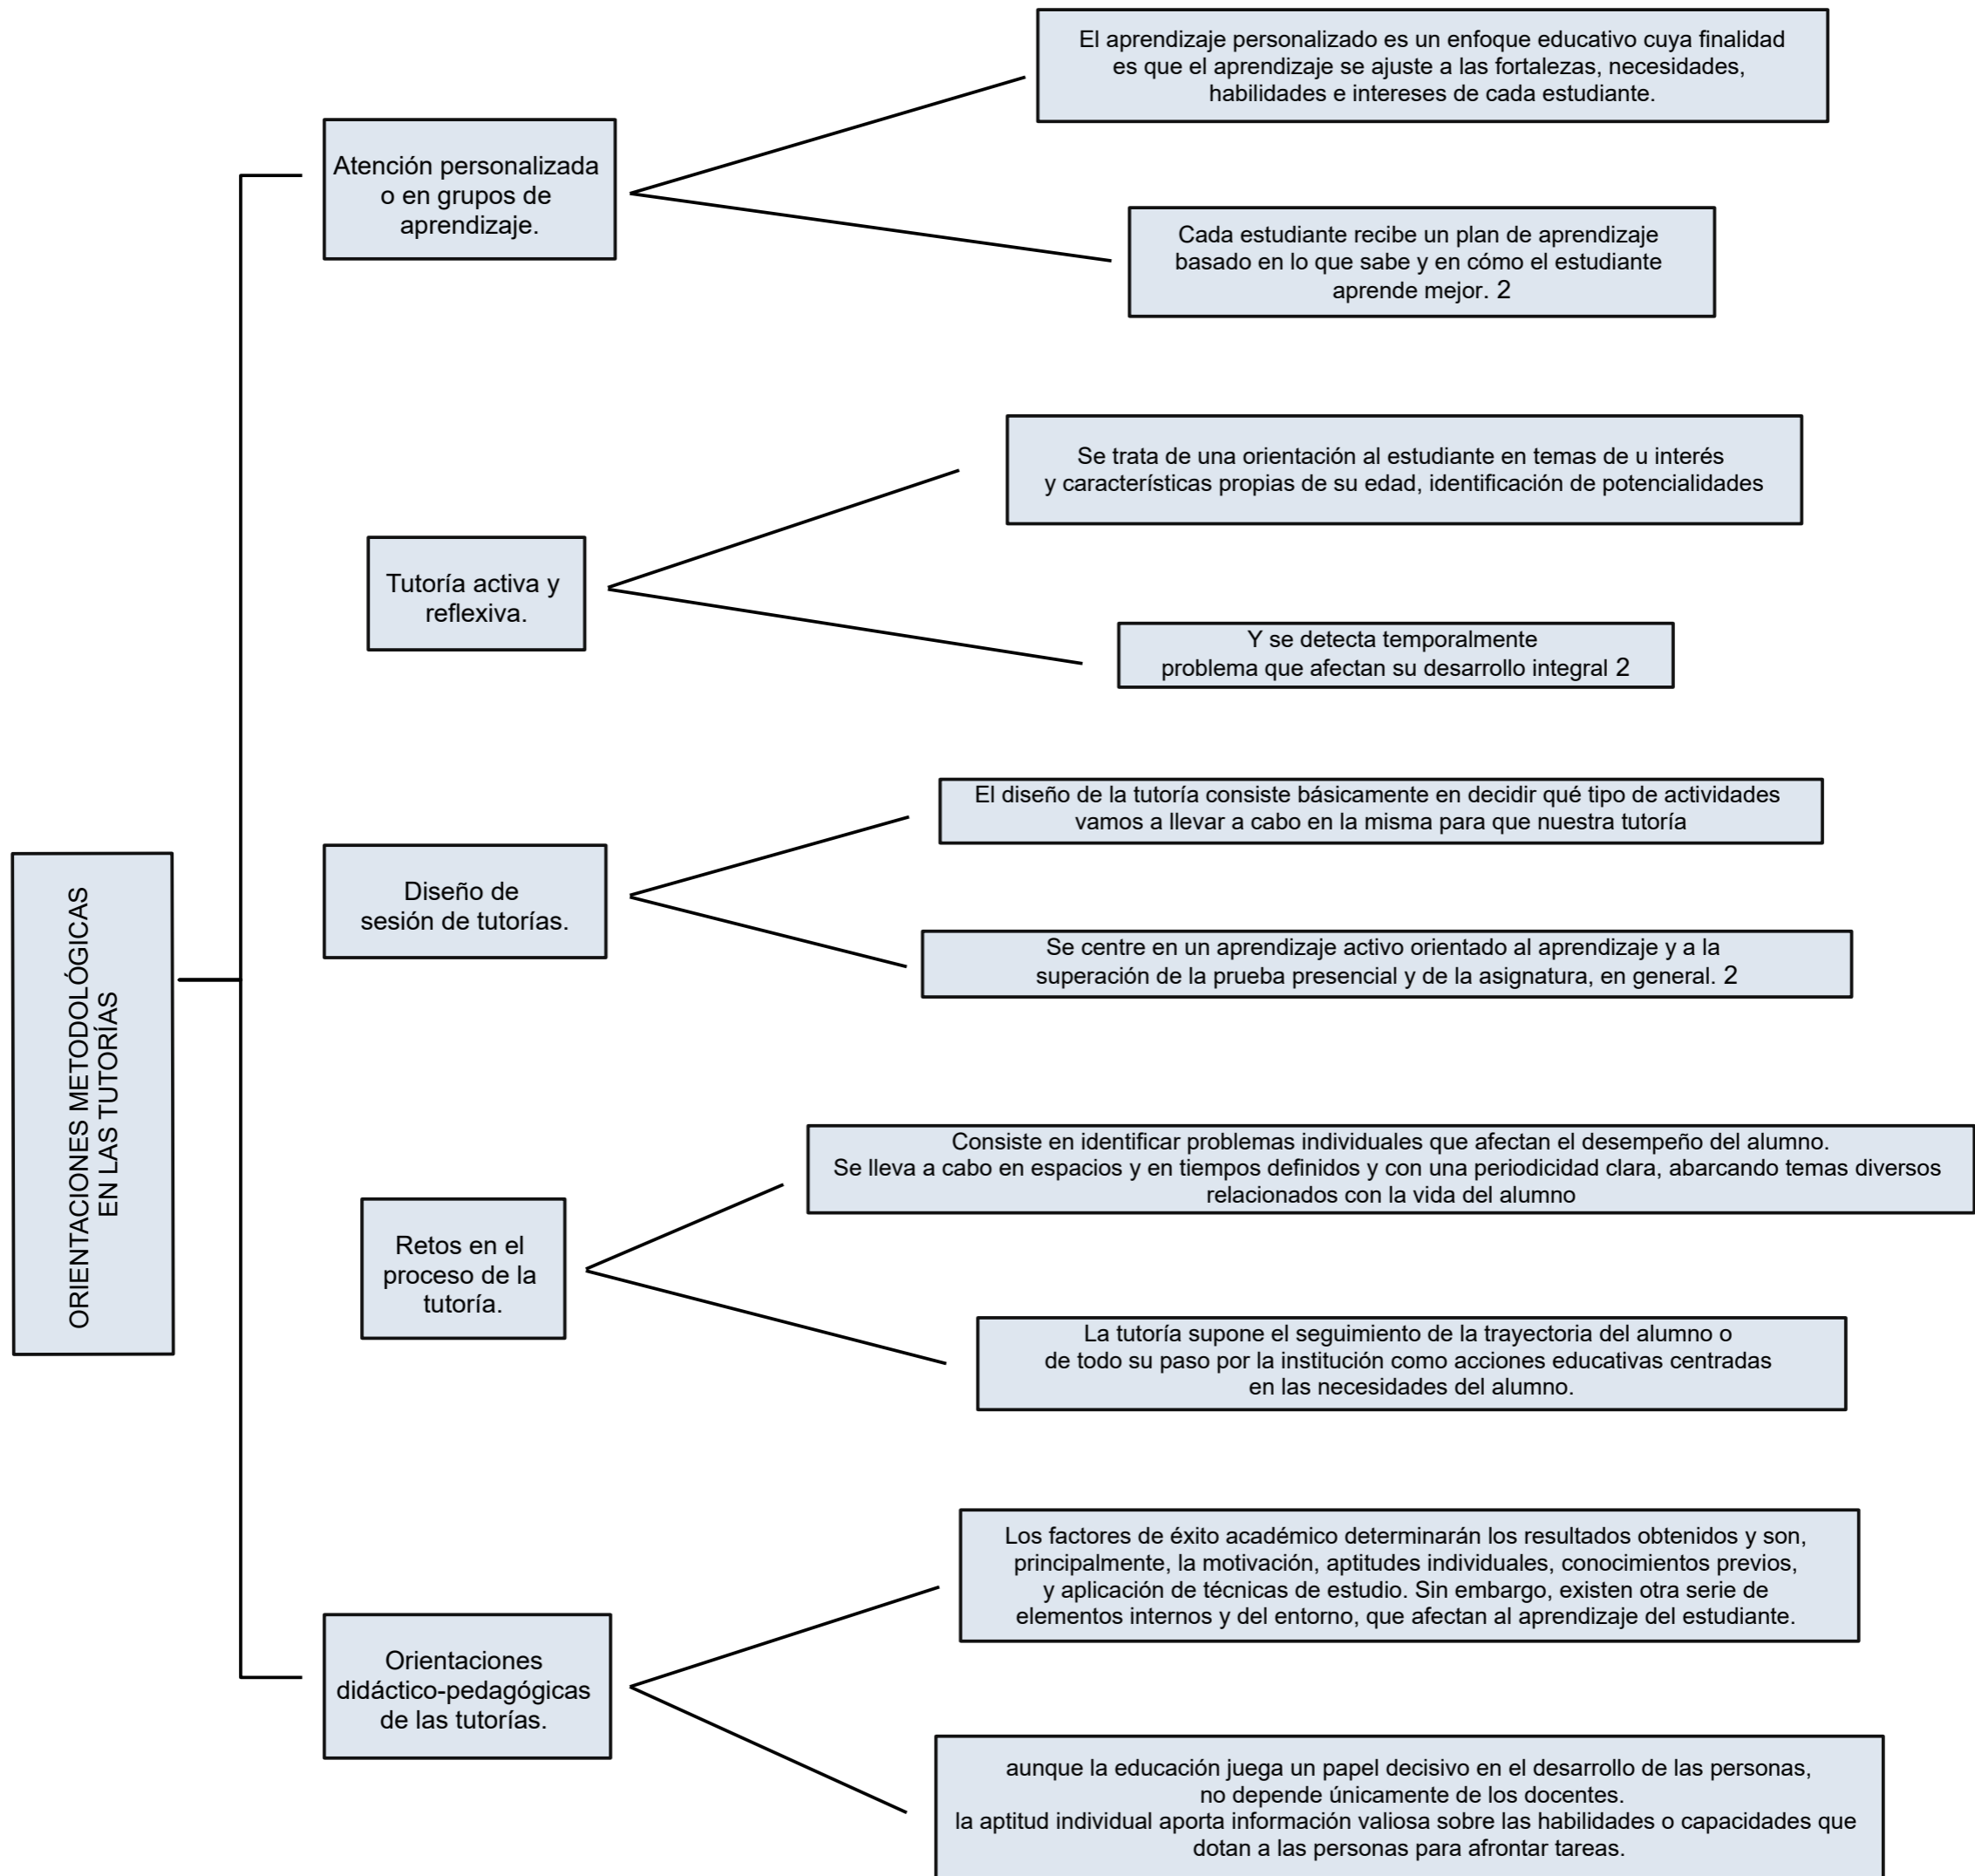 ORIENTACIONES METODOLÓGICAS
EN LAS TUTORÍAS
Atención personalizada
o en grupos de
aprendizaje.
El aprendizaje personalizado es un enfoque educativo cuya finalidad
es que el aprendizaje se ajuste a las fortalezas, necesidades,
habilidades e intereses de cada estudiante.
Cada estudiante recibe un plan de aprendizaje
basado en lo que sabe y en cómo el estudiante
aprende mejor. 2
Tutoría activa y
reflexiva.
Se trata de una orientación al estudiante en temas de u interés
y características propias de su edad, identificación de potencialidades
Y se detecta temporalmente
problema que afectan su desarrollo integral 2
Diseño de
sesión de tutorías.
El diseño de la tutoría consiste básicamente en decidir qué tipo de actividades
vamos a llevar a cabo en la misma para que nuestra tutoría
Se centre en un aprendizaje activo orientado al aprendizaje y a la
superación de la prueba presencial y de la asignatura, en general. 2
Retos en el
proceso de la
tutoría.
Consiste en identificar problemas individuales que afectan el desempeño del alumno.
Se lleva a cabo en espacios y en tiempos definidos y con una periodicidad clara, abarcando temas diversos
relacionados con la vida del alumno
La tutoría supone el seguimiento de la trayectoria del alumno o
de todo su paso por la institución como acciones educativas centradas
en las necesidades del alumno.
Orientaciones
didáctico-pedagógicas
de las tutorías.
Los factores de éxito académico determinarán los resultados obtenidos y son,
principalmente, la motivación, aptitudes individuales, conocimientos previos,
y aplicación de técnicas de estudio. Sin embargo, existen otra serie de
elementos internos y del entorno, que afectan al aprendizaje del estudiante.
aunque la educación juega un papel decisivo en el desarrollo de las personas,
no depende únicamente de los docentes.
la aptitud individual aporta información valiosa sobre las habilidades o capacidades que
dotan a las personas para afrontar tareas.